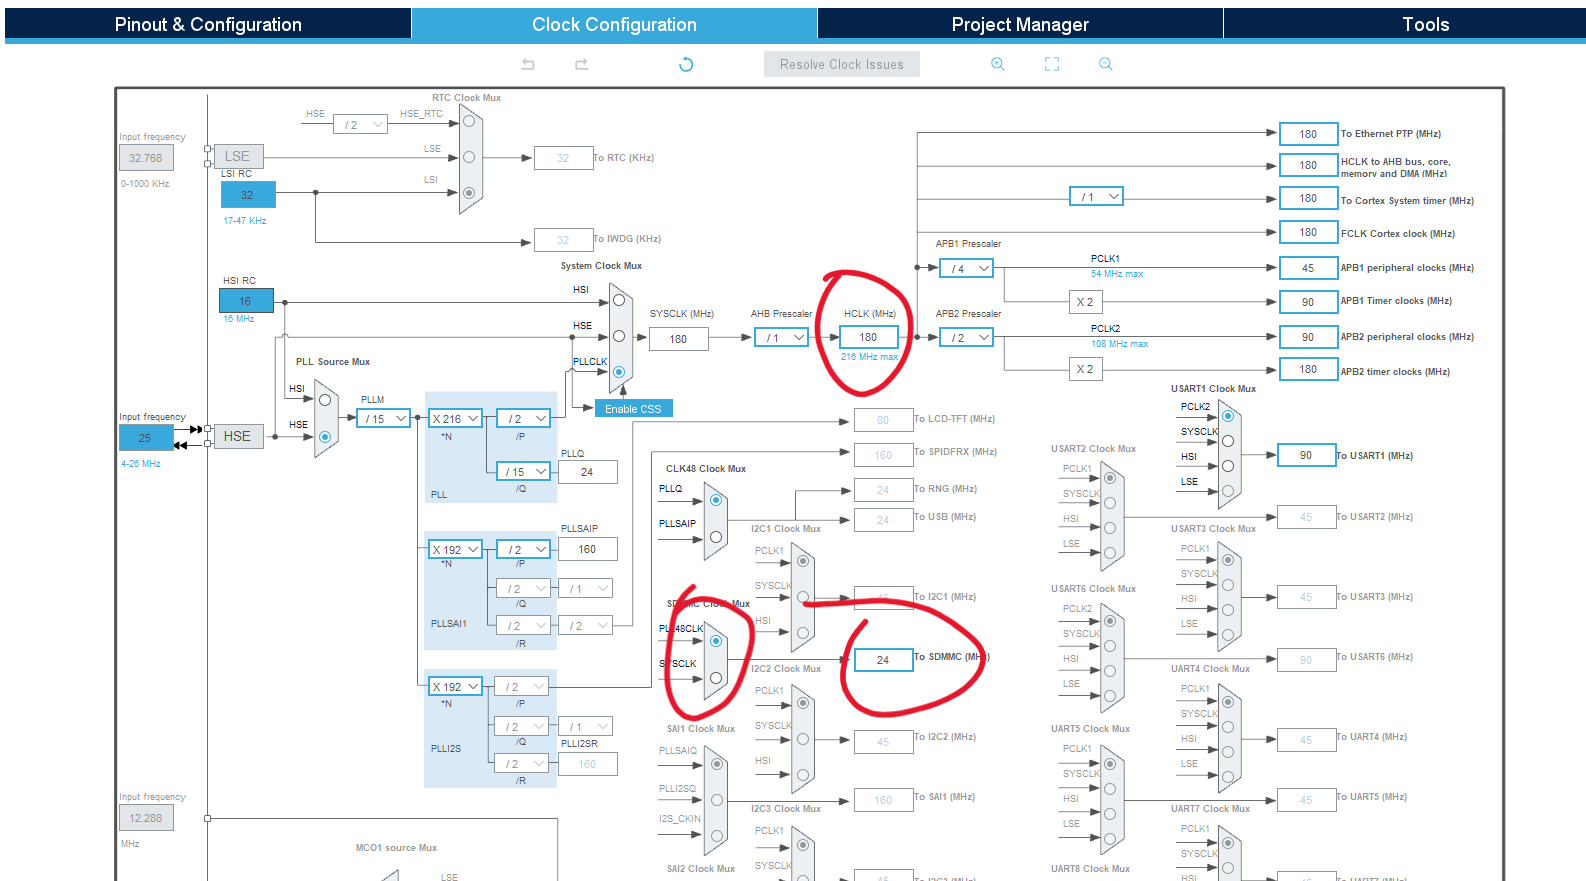 Pinout & Configuration
Clock Configuration
Project Manager
Tools
Resolve Clock Issues
RTC Clock Mux
HSE
/ 2
HSE_RTC
Input frequency
32.768
0-1000 KHz
LSE
LSE
32
To RTC (KHz)
LSI RC
32
17-47 KHz
LSI
32
To IWDG (KHz)
180
To Ethernet PTP (MHz)
180
HCLK to AHB bus, core,
memory and DMA (MHz)
/ 1
180
To Cortex System timer (MHz)
180
FCLK Cortex clock (MHz)
System Clock Mux
HSI RC
16
16 MHz
HSI
HSE
PLLCLK
SYSCLK (MHz)
180
AHB Prescaler
/ 1
HCLK (MHz)
180
216 MHz max
APB1 Prescaler
/ 4
PCLK1
54 MHz max
45
APB1 peripheral clocks (MHz)
X 2
90
APB1 Timer clocks (MHz)
APB2 Prescaler
/ 2
PCLK2
108 MHz max
90
APB2 peripheral clocks (MHz)
X 2
180
APB2 timer clocks (MHz)
Enable CSS
PLL Source Mux
HSI
HSE
Input frequency
25
4-26 MHz
HSE
PLLM
/ 15
X 216
*N
/ 2
/P
/ 15
/Q
PLLQ
24
PLL
80
To LCD-TFT (MHz)
160
To SPIDFRX (MHz)
CLK48 Clock Mux
PLLQ
PLLSAIP
24
To RNG (MHz)
24
To USB (MHz)
PLLSAIP
X 192
*N
/ 2
/P
160
/ 2
/Q
/ 1
PLLSAI1
/ 2
/R
/ 2
SDMMC Clock Mux
PLL48CLK
SYSCLK
24
To SDMMC (MHz)
I2C1 Clock Mux
PCLK1
SYSCLK
HSI
45
To I2C1 (MHz)
X 192
*N
/ 2
/P
/ 2
/Q
/ 1
PLLI2S
PLLI2SR
/ 2
/R
160
I2C2 Clock Mux
PCLK1
SYSCLK
HSI
45
To I2C2 (MHz)
SAI1 Clock Mux
PLLSAIQ
PLLI2SQ
I2S_CKIN
160
To SAI1 (MHz)
I2C3 Clock Mux
PCLK1
SYSCLK
SAI2 Clock Mux
Input frequency
12.288
MHz
MCO1 source Mux
LSE
USART1 Clock Mux
PCLK2
SYSCLK
HSI
LSE
90
To USART1 (MHz)
USART2 Clock Mux
PCLK1
SYSCLK
HSI
LSE
45
To USART2 (MHz)
USART3 Clock Mux
PCLK1
SYSCLK
HSI
LSE
45
To USART3 (MHz)
USART6 Clock Mux
PCLK2
SYSCLK
HSI
LSE
90
To USART6 (MHz)
UART4 Clock Mux
PCLK1
SYSCLK
HSI
LSE
45
To UART4 (MHz)
UART5 Clock Mux
PCLK1
SYSCLK
HSI
LSE
45
To UART5 (MHz)
UART7 Clock Mux
PCLK1
SYSCLK
HSI
UART8 Clock Mux